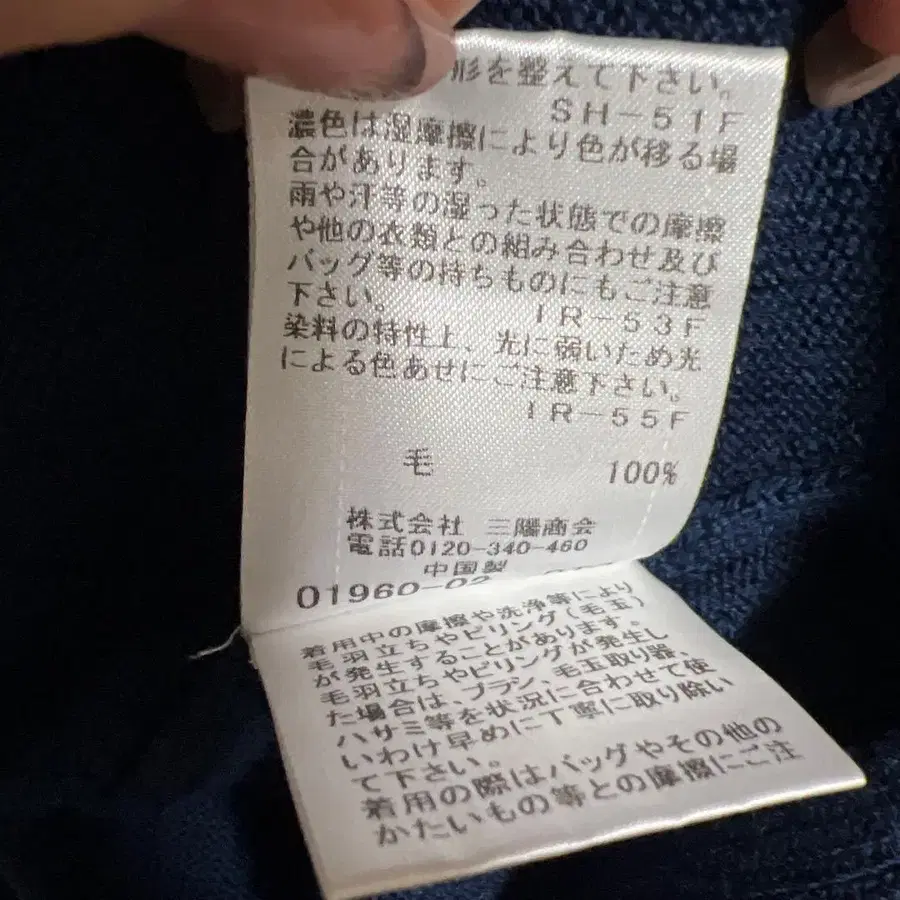 形を整えて下さい。
SH-51F
濃色は湿摩擦により色が移る場
合があります。
雨や汗等の湿った状態での摩擦
や他の衣類との組み合わせ及び
バッグ等の持ちものにもご注意
下さい。
IR-53F
染料の特性上、光に弱いため光
による色あせにご注意下さい。
IR-55F
毛 100%
株式会社 三陽商会
電話0120-340-460
中国製
01960-02
着用中の摩擦や洗浄等により
毛羽立ちやピリング(毛玉)
が発生することがあります。
毛羽立ちやピリングが発生し
た場合は、ブラシ、毛玉取り器、
ハサミ等を状況に合わせて使
いわけ早めに丁寧に取り除い
て下さい。
着用の際はバッグやその他の
かたいもの等との摩擦にご注